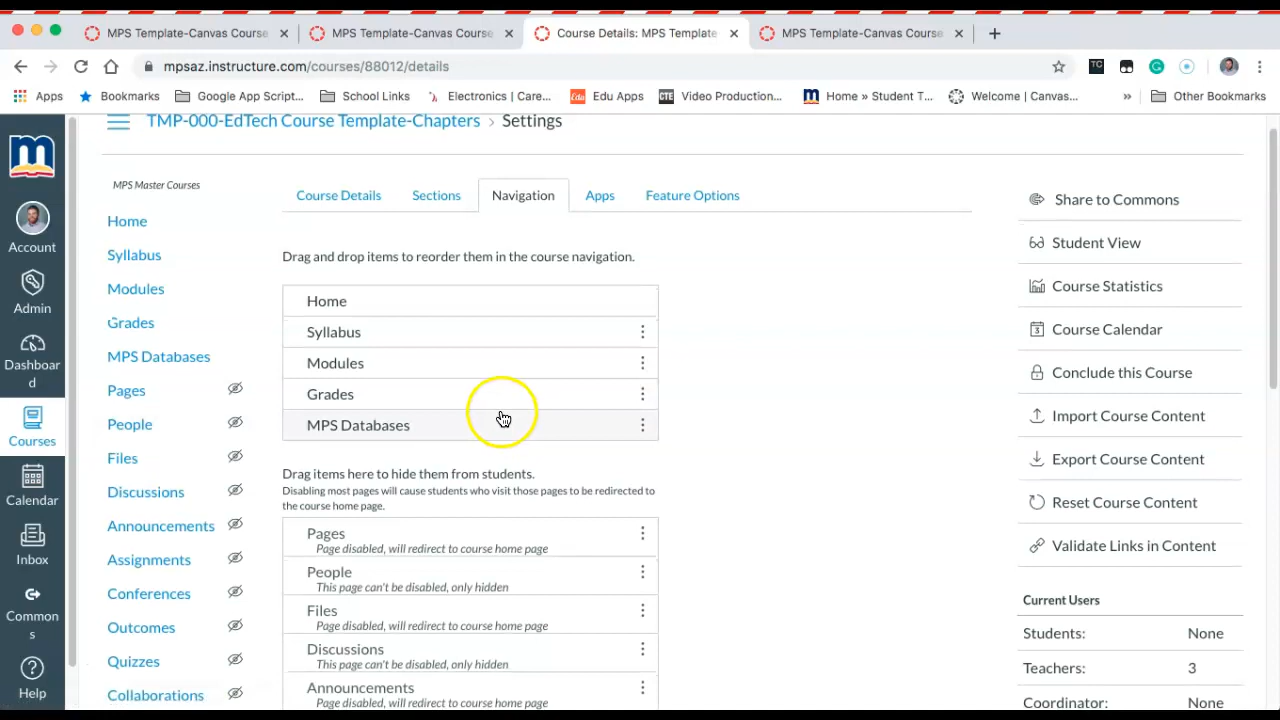 MPS Template-Canvas Course
MPS Template-Canvas Course
Course Details: MPS Template
MPS Template-Canvas Course
mpsaz.instructure.com/courses/88012/details
TC
Apps
Bookmarks
Google App Script...
School Links
Electronics | Care...
Edu
Edu Apps
CTE
Video Production...
Home » Student T...
Welcome | Canvas...
»
Other Bookmarks
m
Account
Admin
Dashboar
d
Courses
Calendar
Inbox
Common
s
Help
TMP-000-EdTech Course Template-Chapters > Settings
MPS Master Courses
Home
Syllabus
Modules
Grades
MPS Databases
Pages
People
Files
Discussions
Announcements
Assignments
Conferences
Outcomes
Quizzes
Collaborations
Course Details
Sections
Navigation
Apps
Feature Options
Drag and drop items to reorder them in the course navigation.
Home
Syllabus
Modules
Grades
MPS Databases
Drag items here to hide them from students.
Disabling most pages will cause students who visit those pages to be redirected to
the course home page.
Pages
Page disabled, will redirect to course home page
People
This page can't be disabled, only hidden
Files
Page disabled, will redirect to course home page
Discussions
This page can't be disabled, only hidden
Announcements
Page disabled, will redirect to course home page
Share to Commons
Student View
Course Statistics
Course Calendar
Conclude this Course
Import Course Content
Export Course Content
Reset Course Content
Validate Links in Content
Current Users
Students: None
Teachers: 3
Coordinator: None